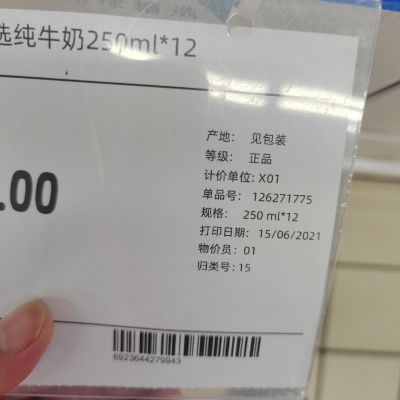 选纯牛奶250ml*12
产地: 见包装
等级: 正品
计价单位: X01
单品号: 126271775
.00
规格: 250 ml*12
打印日期: 15/06/2021
物价员: 01
归类号: 15
6923644279943